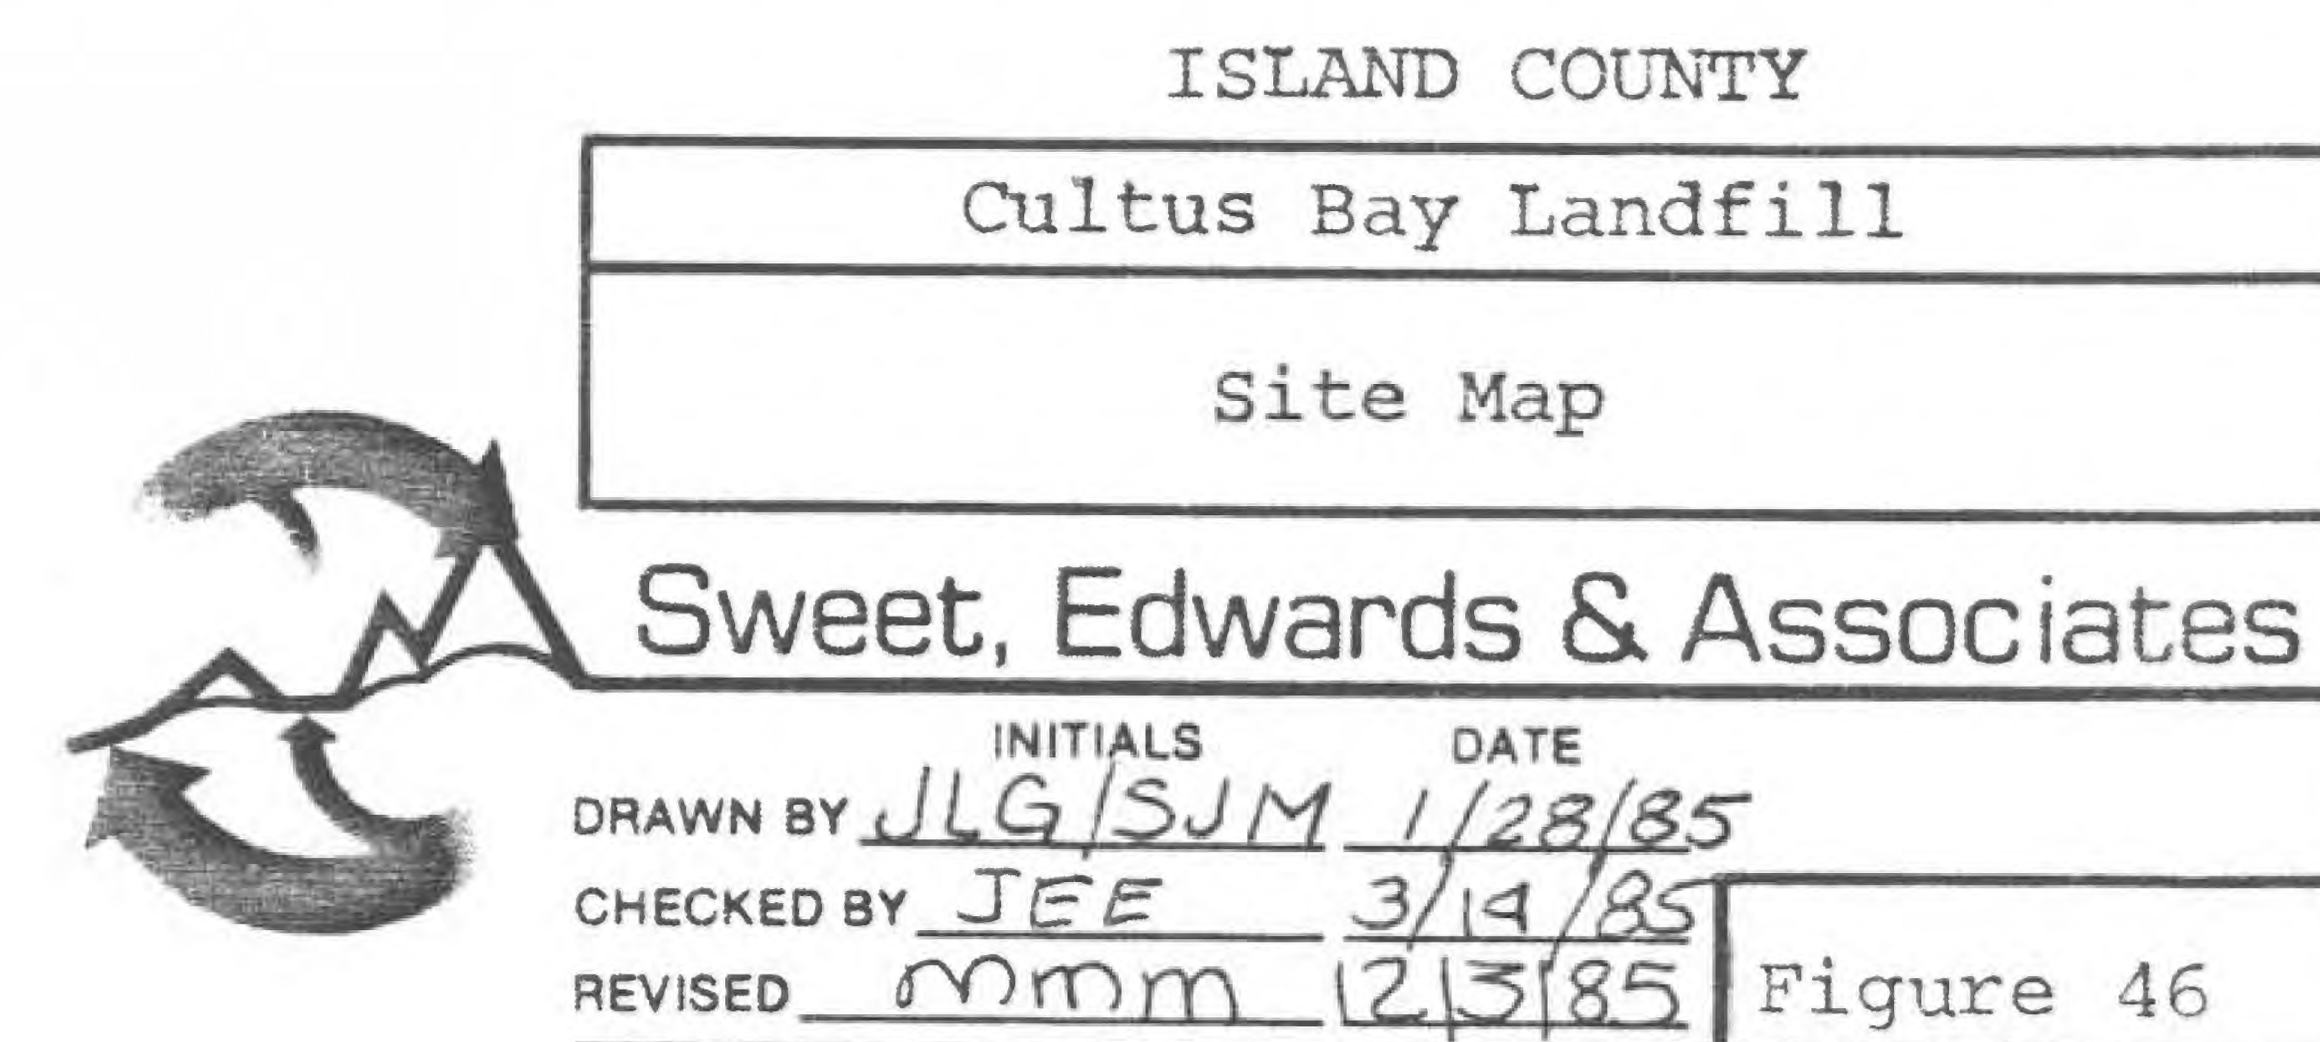 ISLAND COUNTY
Cultus Bay Landfill
Site Map
Sweet, Edwards & Associates
INITIALS DATE
DRAWN BY JLG/SJM 1/28/85
CHECKED BY JEE 3/14/85
REVISED mmm 12/3/85
Figure 46